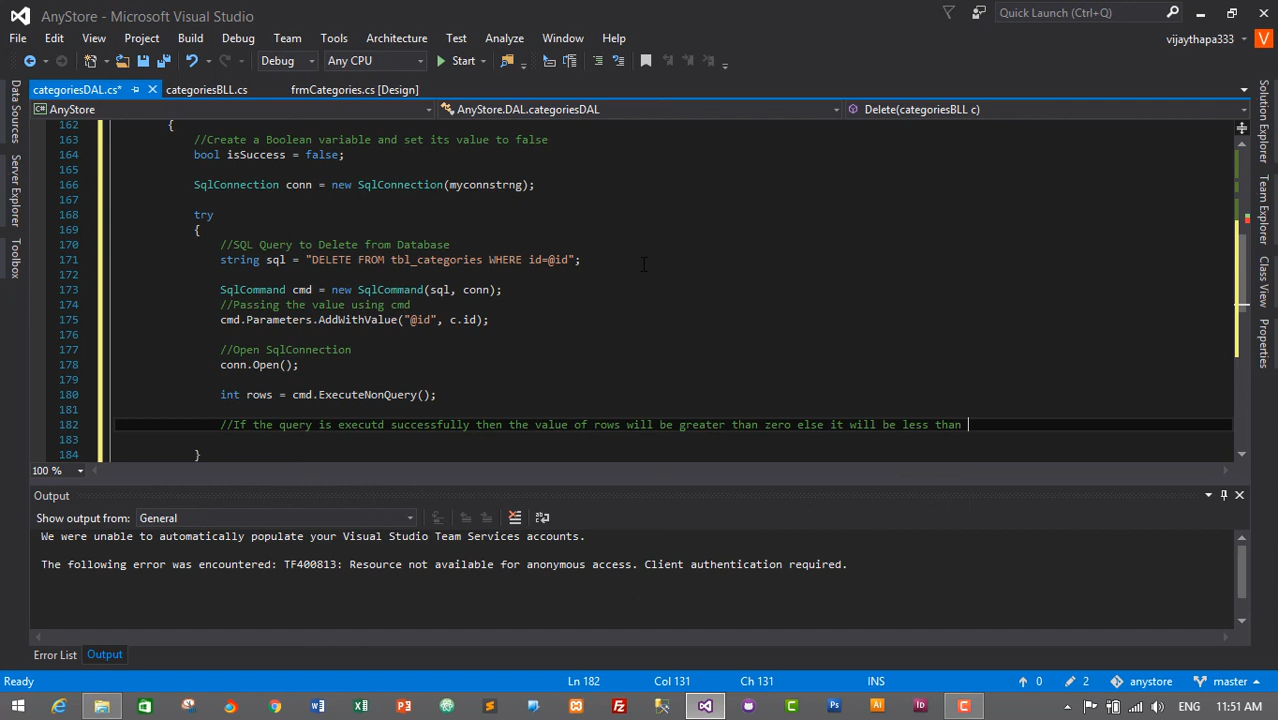 AnyStore - Microsoft Visual Studio
Quick Launch (Ctrl+Q)
File Edit View Project Build Debug Team Tools Architecture Test Analyze Window Help
vijaythapa333 V
Debug Any CPU Start
categoriesDAL.cs* categoriesBLL.cs frmCategories.cs [Design]
AnyStore AnyStore.DAL.categoriesDAL Delete(categoriesBLL c)
Data Sources
Server Explorer
Toolbox
Solution Explorer
Team Explorer
Class View
Properties
162 {
163 //Create a Boolean variable and set its value to false
164 bool isSuccess = false;
165
166 SqlConnection conn = new SqlConnection(myconnstrng);
167
168 try
169 {
170 //SQL Query to Delete from Database
171 string sql = "DELETE FROM tbl_categories WHERE id=@id";
172
173 SqlCommand cmd = new SqlCommand(sql, conn);
174 //Passing the value using cmd
175 cmd.Parameters.AddWithValue("@id", c.id);
176
177 //Open SqlConnection
178 conn.Open();
179
180 int rows = cmd.ExecuteNonQuery();
181
182 //If the query is executd successfully then the value of rows will be greater than zero else it will be less than
183
184 }
100 %
Output
Show output from: General
We were unable to automatically populate your Visual Studio Team Services accounts.
The following error was encountered: TF400813: Resource not available for anonymous access. Client authentication required.
Error List Output
Ready Ln 182 Col 131 Ch 131 INS 0 2 anystore master
ENG 11:51 AM